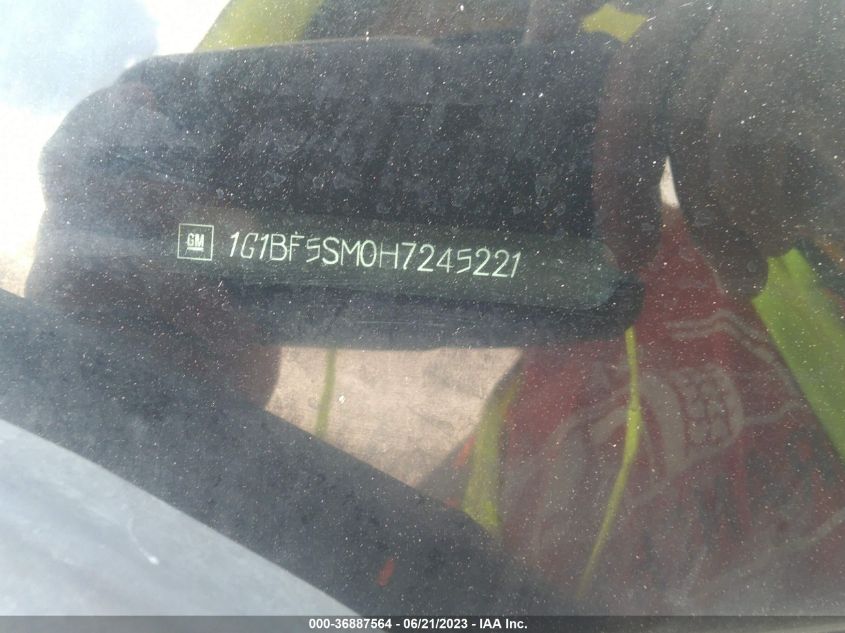 GM 1G1BF5SM0H7245221
000-36887564 - 06/21/2023 - IAA Inc.